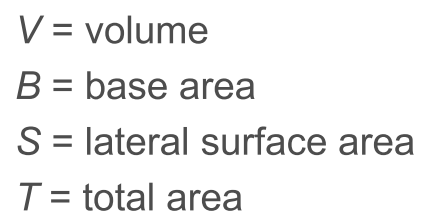 V = volume
B = base area
S = lateral surface area
T = total area